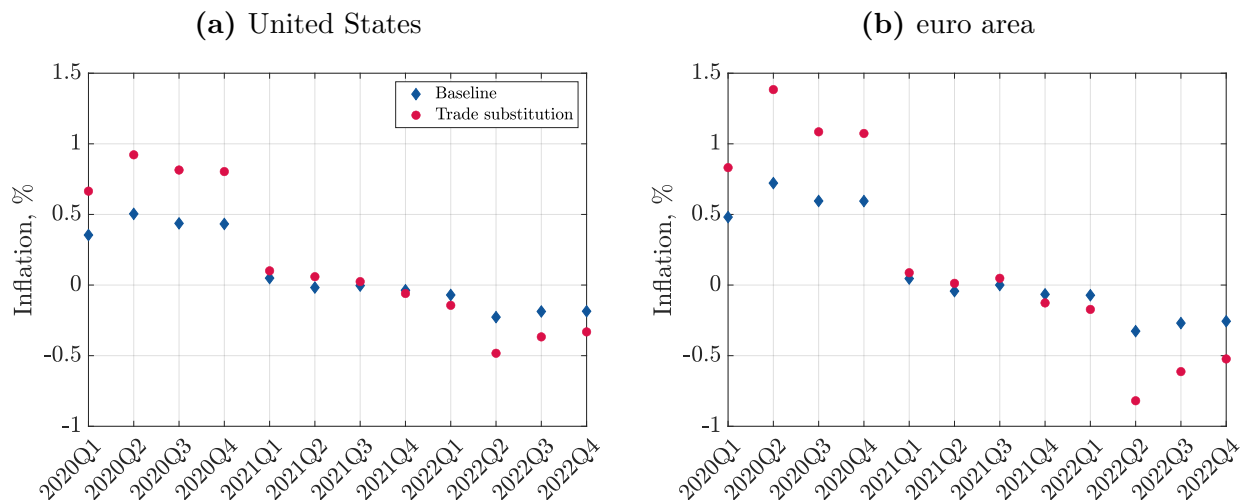 (a) United States
1.5
1
0.5
0
-0.5
-1
Inflation, %
Baseline
Trade substitution
2020Q1
2020Q2
2020Q3
2020Q4
2021Q1
2021Q2
2021Q3
2021Q4
2022Q1
2022Q2
2022Q3
2022Q4
(b) euro area
1.5
1
0.5
0
-0.5
-1
Inflation, %
2020Q1
2020Q2
2020Q3
2020Q4
2021Q1
2021Q2
2021Q3
2021Q4
2022Q1
2022Q2
2022Q3
2022Q4